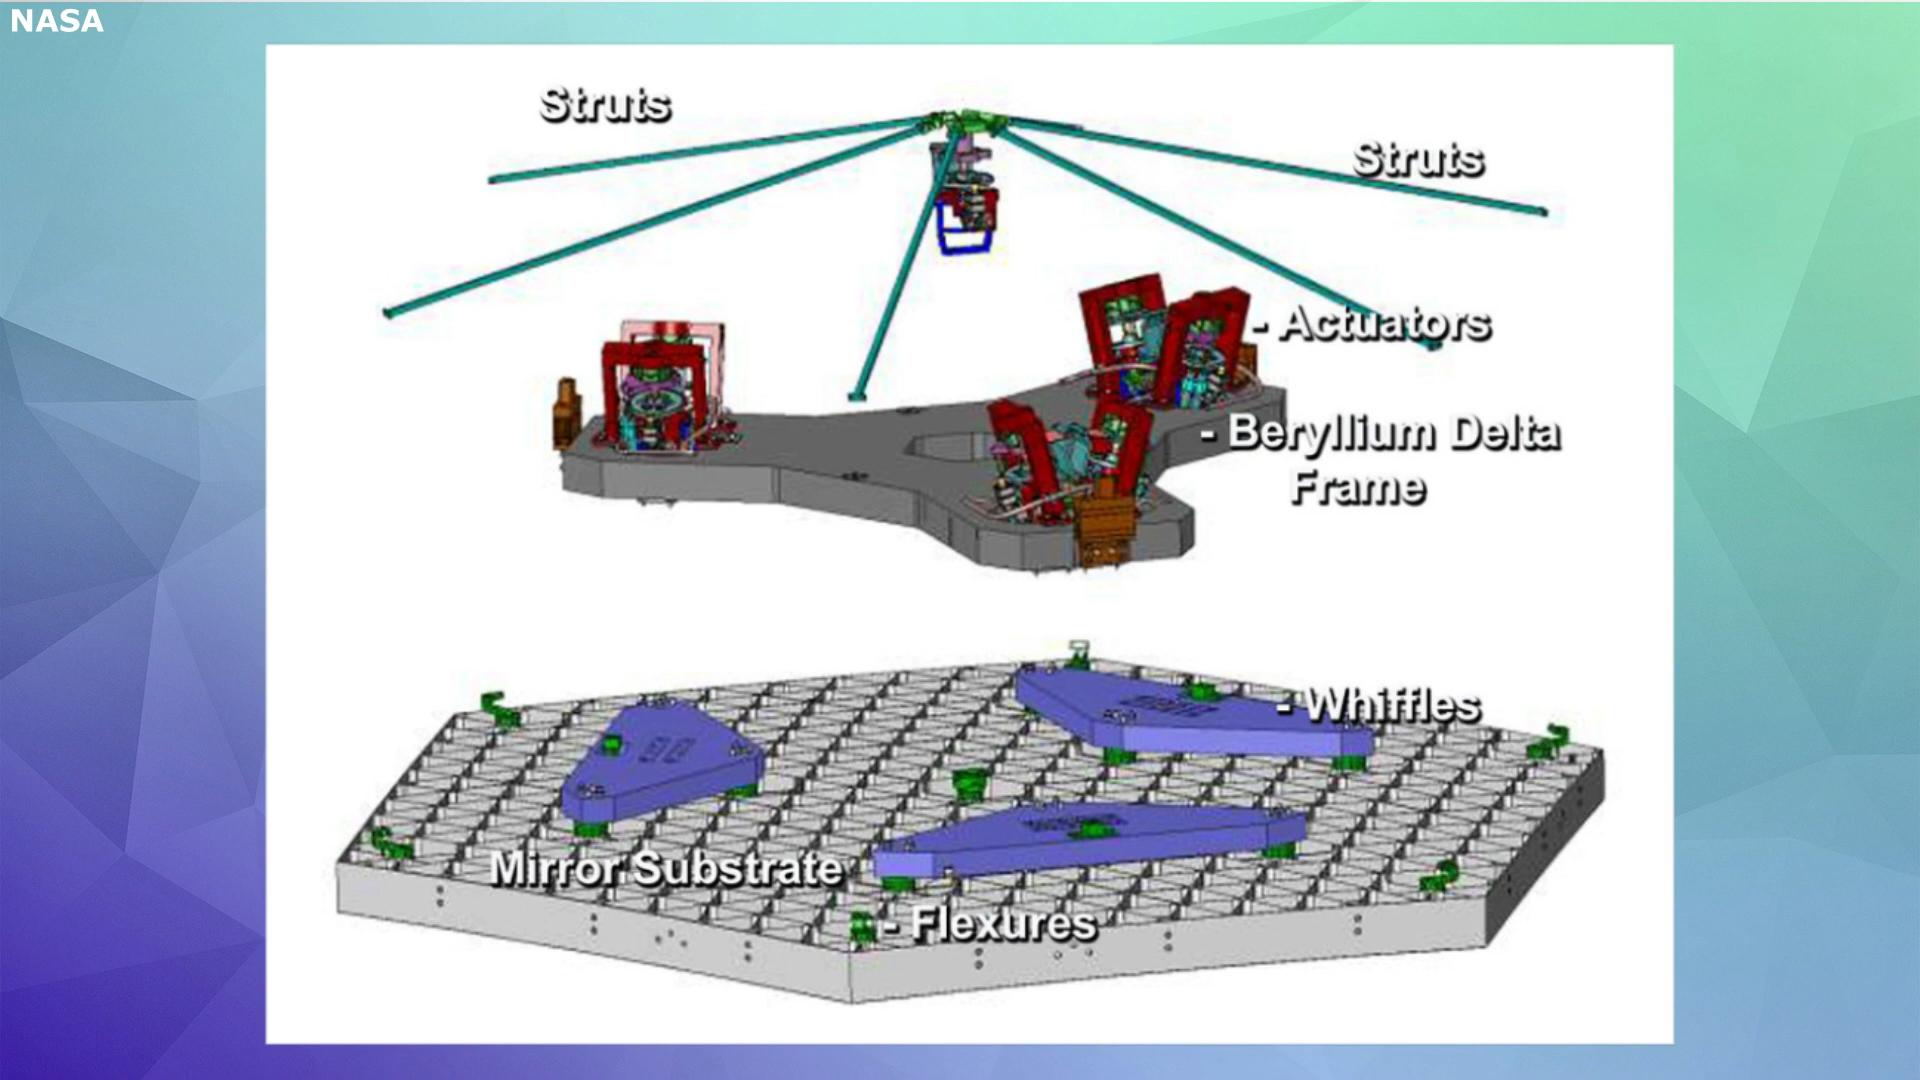 NASA
Struts
Struts
- Actuators
- Beryllium Delta
Frame
- Whiffles
Mirror Substrate
- Flexures